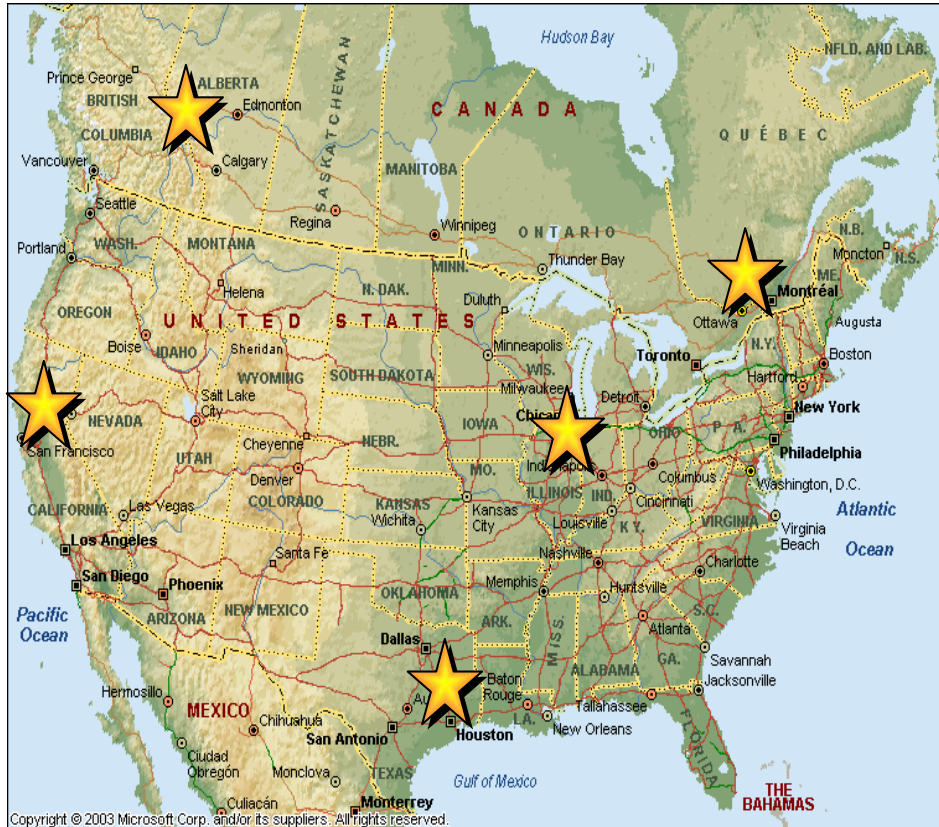 Hudson Bay
NFLD. AND LAB.
Prince George
ALBERTA
BRITISH
Edmonton
CANADA
COLUMBIA
SASKATCHEWAN
QUÉBEC
Vancouver
Calgary
MANITOBA
Seattle
Regina
Winnipeg
ONTARIO
N.B.
Portland
WASH.
MONTANA
Moncton
N.S.
MINN.
Thunder Bay
ME.
Helena
N. DAK.
Duluth
Montréal
OREGON
UNITED STATES
Ottawa
Augusta
Boise
IDAHO
Sheridan
Minneapolis
Toronto
N.Y.
Boston
WYOMING
SOUTH DAKOTA
WIS.
Milwaukee
Hartford
Salt Lake
City
Detroit
NEVADA
IOWA
Chica
New York
San Francisco
Cheyenne
NEBR.
OHIO
P A.
Philadelphia
UTAH
Denver
MO.
Indianapolis
Columbus
Washington, D.C.
CALIFORNIA
Las Vegas
COLORADO
KANSAS
Kansas
City
ILLINOIS
IND.
Cincinnati
Atlantic
Ocean
Wichita
Louisville
KY.
VIRGINIA
Virginia
Beach
Los Angeles
Santa Fe
Nashville
Charlotte
San Diego
Phoenix
OKLAHOMA
Memphis
Huntsville
Pacific
Ocean
ARIZONA
NEW MEXICO
ARK.
S.C.
Dallas
MISS.
Atlanta
ALABAMA
GA.
Savannah
Hermosillo
Baton
Rouge
Jacksonville
MEXICO
Chihuahua
Au
Tallahassee
San Antonio
Houston
LA.
New Orleans
FLORIDA
Ciudad
Obregón
Monclova
TEXAS
Gulf of Mexico
THE
BAHAMAS
Culiacán
Monterrey
Copyright © 2003 Microsoft Corp. and/or its suppliers. All rights reserved.